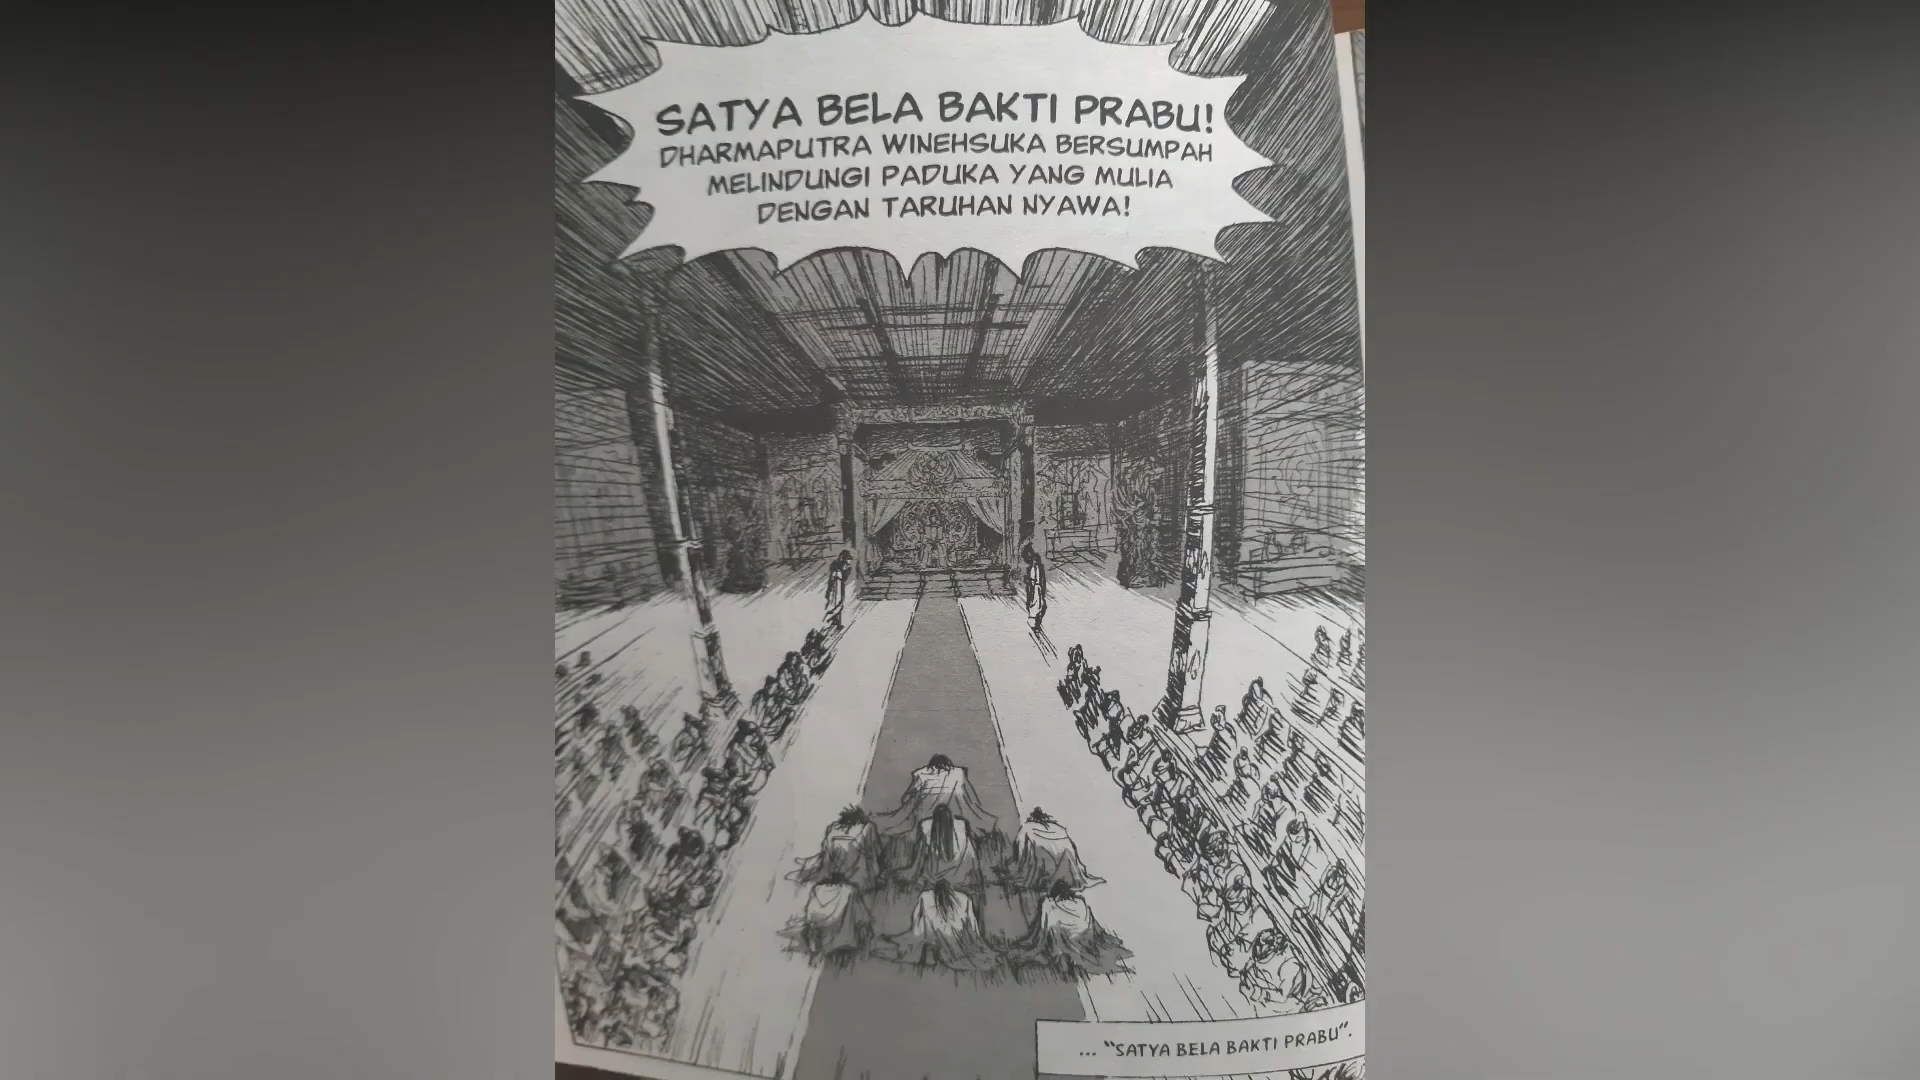 SATYA BELA BAKTI PRABU!
DHARMAPUTRA WINEHSUKA BERSUMPAH
MELINDUNGI PADUKA YANG MULIA
DENGAN TARUHAN NYAWA!
... "SATYA BELA BAKTI PRABU".